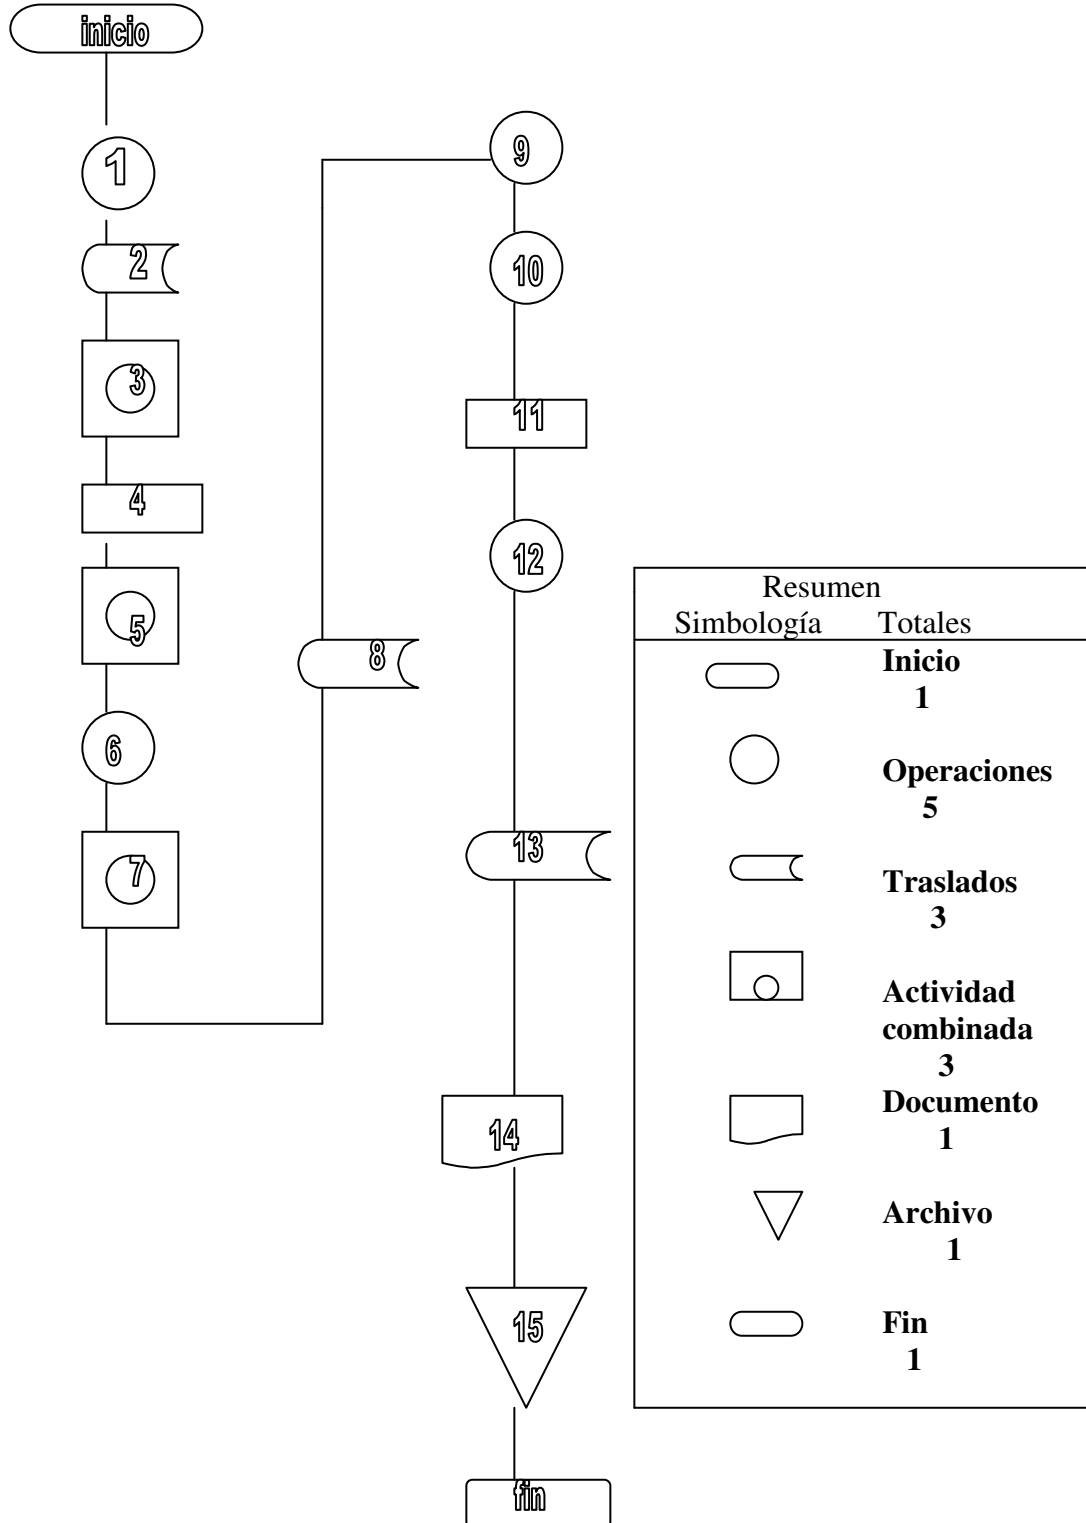 inicio
1
2
3
4
5
6
7
8
9
10
11
12
13
14
15
fin
Resumen
Simbología Totales
Inicio
1
Operaciones
5
Traslados
3
Actividad
combinada
3
Documento
1
Archivo
1
Fin
1